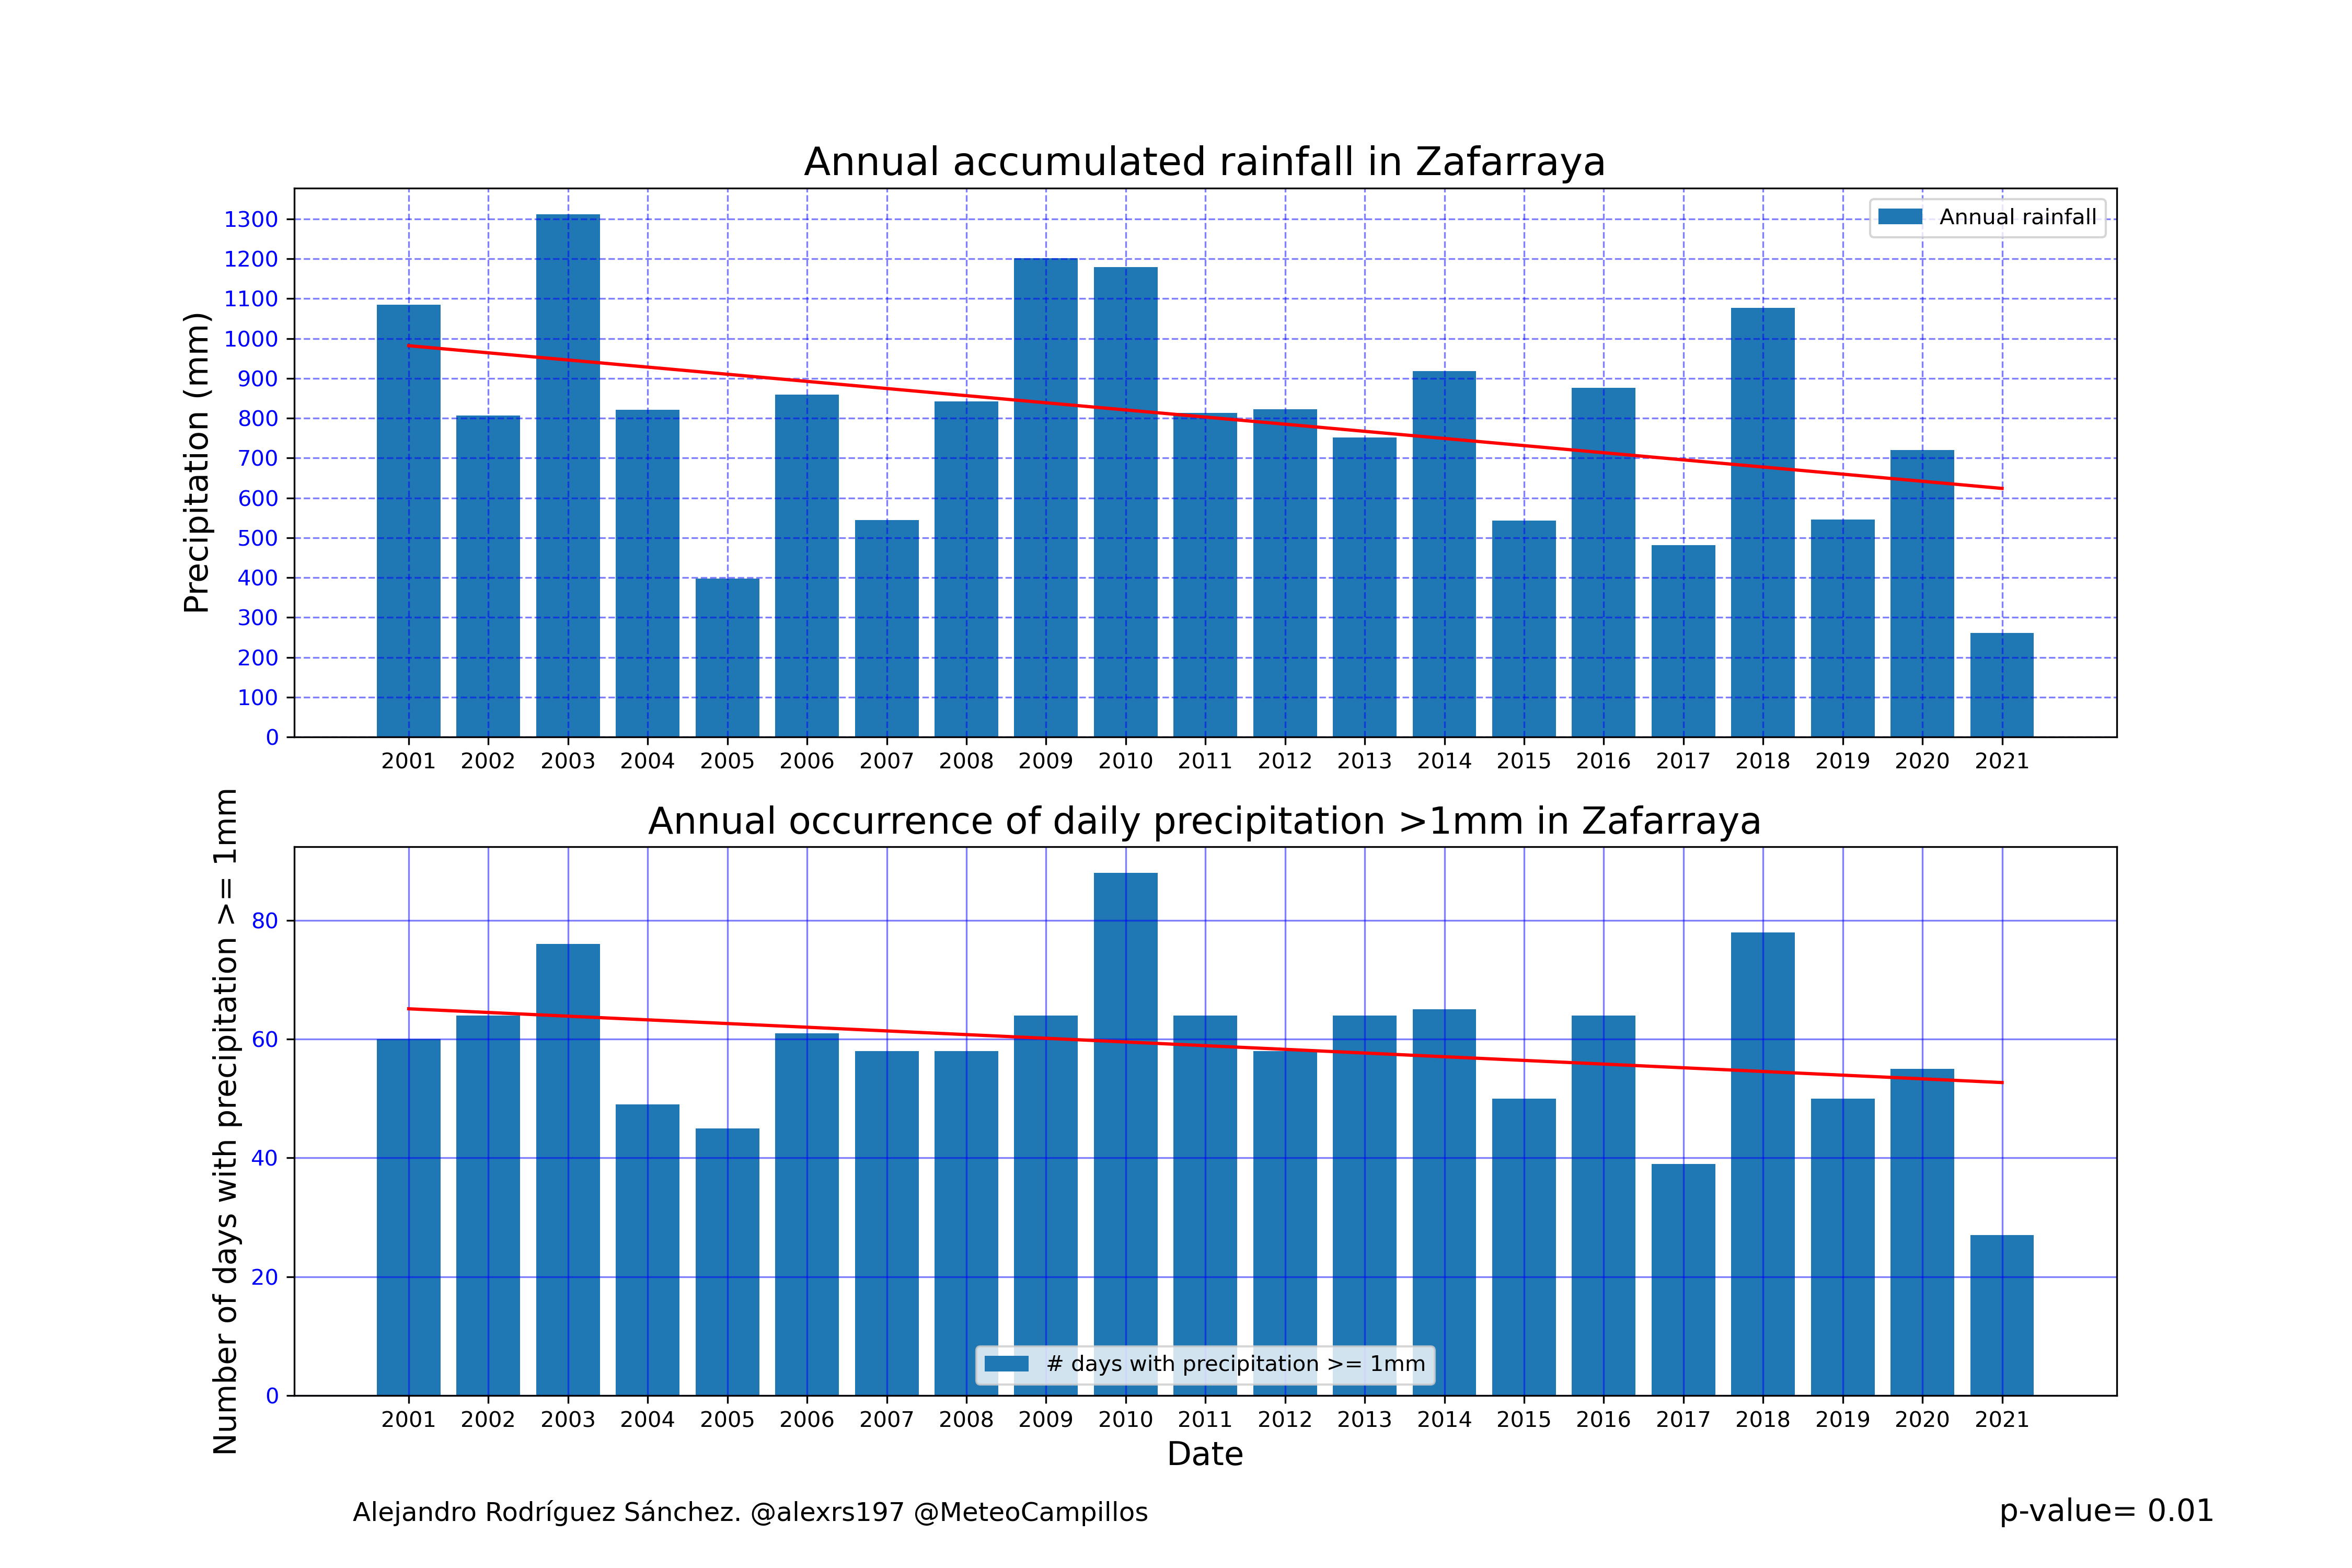 Annual accumulated rainfall in Zafarraya
Precipitation (mm)
1300
1200
1100
1000
900
800
700
600
500
400
300
200
100
0
Annual rainfall
2001 2002 2003 2004 2005 2006 2007 2008 2009 2010 2011 2012 2013 2014 2015 2016 2017 2018 2019 2020 2021
Annual occurrence of daily precipitation >1mm in Zafarraya
Number of days with precipitation >= 1mm
80
60
40
20
0
# days with precipitation >= 1mm
2001 2002 2003 2004 2005 2006 2007 2008 2009 2010 2011 2012 2013 2014 2015 2016 2017 2018 2019 2020 2021
Date
Alejandro Rodríguez Sánchez. @alexrs197 @MeteoCampillos
p-value= 0.01